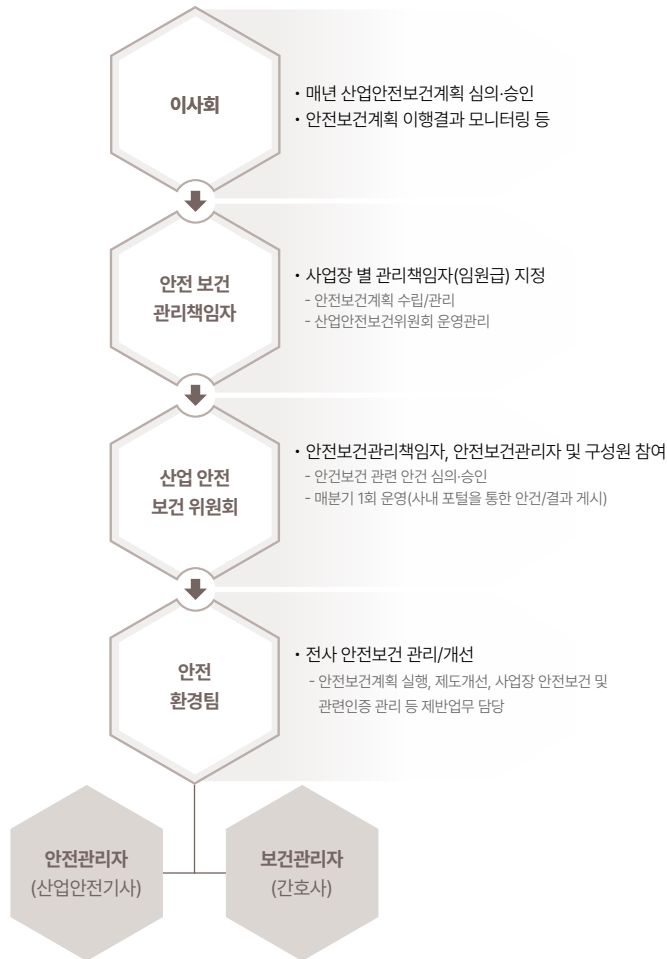 이사회
• 매년 산업안전보건계획 심의·승인
• 안전보건계획 이행결과 모니터링 등
안전 보건
관리책임자
• 사업장 별 관리책임자(임원급) 지정
- 안전보건계획 수립/관리
- 산업안전보건위원회 운영관리
산업 안전
보건 위원회
• 안전보건관리책임자, 안전보건관리자 및 구성원 참여
- 안건보건 관련 안건 심의·승인
- 매분기 1회 운영(사내 포털을 통한 안건/결과 게시)
안전
환경팀
• 전사 안전보건 관리/개선
- 안전보건계획 실행, 제도개선, 사업장 안전보건 및
관련인증 관리 등 제반업무 담당
안전관리자
(산업안전기사)
보건관리자
(간호사)